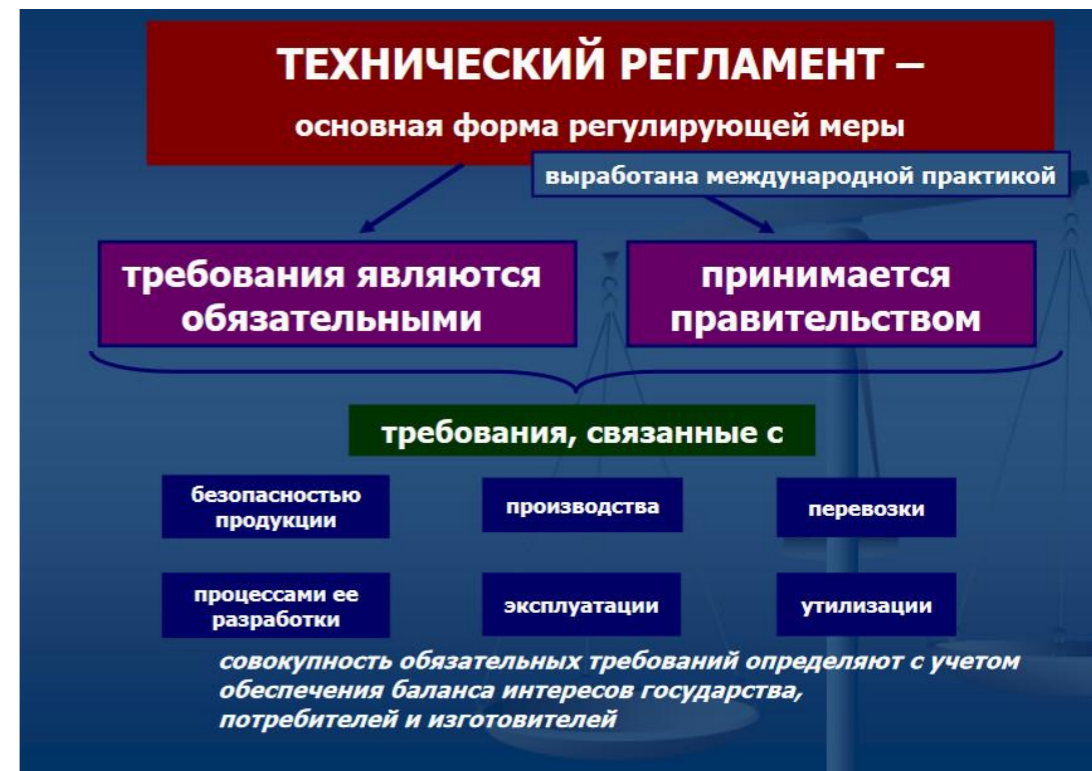 ТЕХНИЧЕСКИЙ РЕГЛАМЕНТ –
основная форма регулирующей меры
выработана международной практикой
требования являются
обязательными
принимается
правительством
требования, связанные с
безопасностью
продукции
производства
перевозки
процессами ее
разработки
эксплуатации
утилизации
совокупность обязательных требований определяют с учетом
обеспечения баланса интересов государства,
потребителей и изготовителей